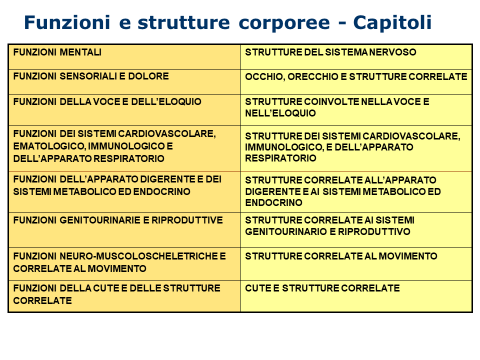 Funzioni e strutture corporee - Capitoli
FUNZIONI MENTALI
STRUTTURE DEL SISTEMA NERVOSO
FUNZIONI SENSORIALI E DOLORE
OCCHIO, ORECCHIO E STRUTTURE CORRELATE
FUNZIONI DELLA VOCE E DELL'ELOQUIO
STRUTTURE COINVOLTE NELLA VOCE E
NELL'ELOQUIO
FUNZIONI DEI SISTEMI CARDIOVASCOLARE,
EMATOLOGICO, IMMUNOLOGICO E
DELL'APPARATO RESPIRATORIO
STRUTTURE DEI SISTEMI CARDIOVASCOLARE,
IMMUNOLOGICO, E DELL'APPARATO
RESPIRATORIO
FUNZIONI DELL'APPARATO DIGERENTE E DEI
SISTEMI METABOLICO ED ENDOCRINO
STRUTTURE CORRELATE ALL'APPARATO
DIGERENTE E AI SISTEMI METABOLICO ED
ENDOCRINO
FUNZIONI GENITOURINARIE E RIPRODUTTIVE
STRUTTURE CORRELATE AI SISTEMI
GENITOURINARIO E RIPRODUTTIVO
FUNZIONI NEURO-MUSCOLOSCHELETRICHE E
CORRELATE AL MOVIMENTO
STRUTTURE CORRELATE AL MOVIMENTO
FUNZIONI DELLA CUTE E DELLE STRUTTURE
CORRELATE
CUTE E STRUTTURE CORRELATE